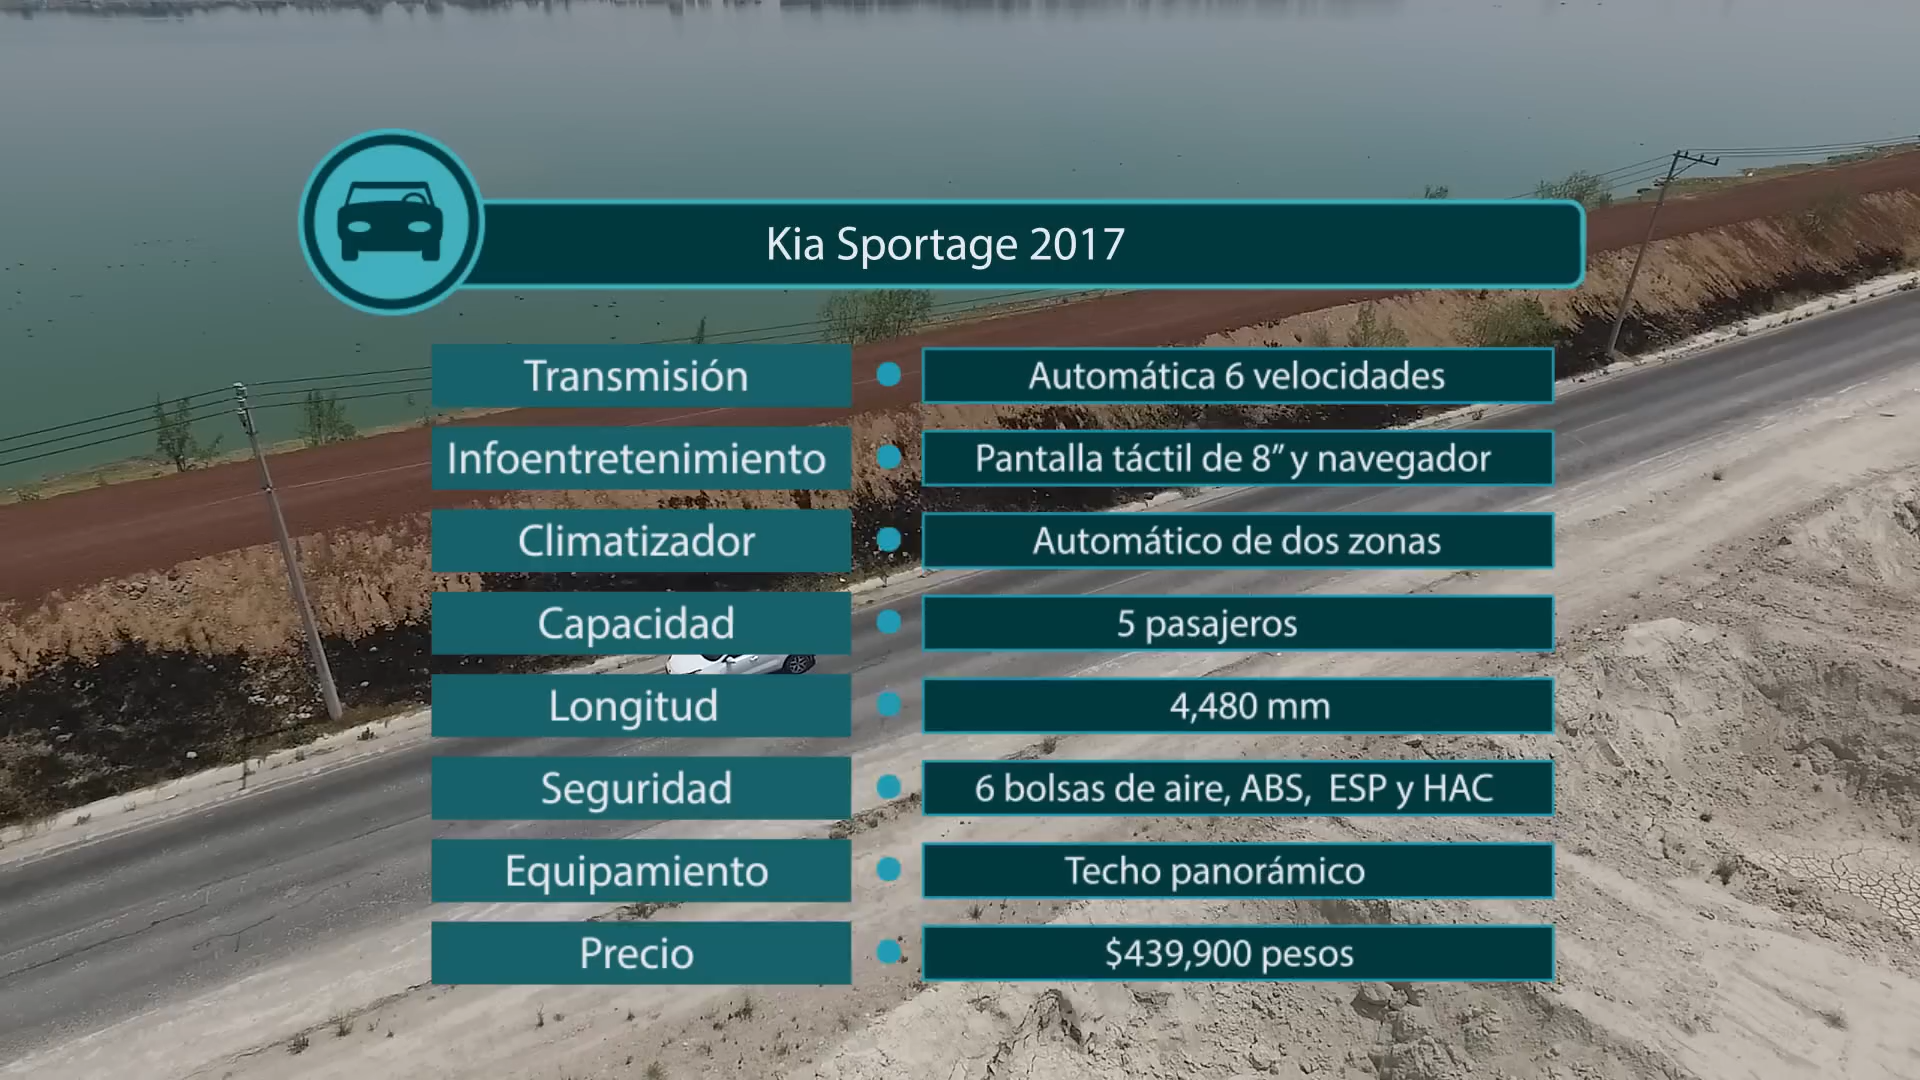 Kia Sportage 2017
Transmisión
Automática 6 velocidades
Infoentretenimiento
Pantalla táctil de 8” y navegador
Climatizador
Automático de dos zonas
Capacidad
5 pasajeros
Longitud
4,480 mm
Seguridad
6 bolsas de aire, ABS, ESP y HAC
Equipamiento
Techo panorámico
Precio
$439,900 pesos